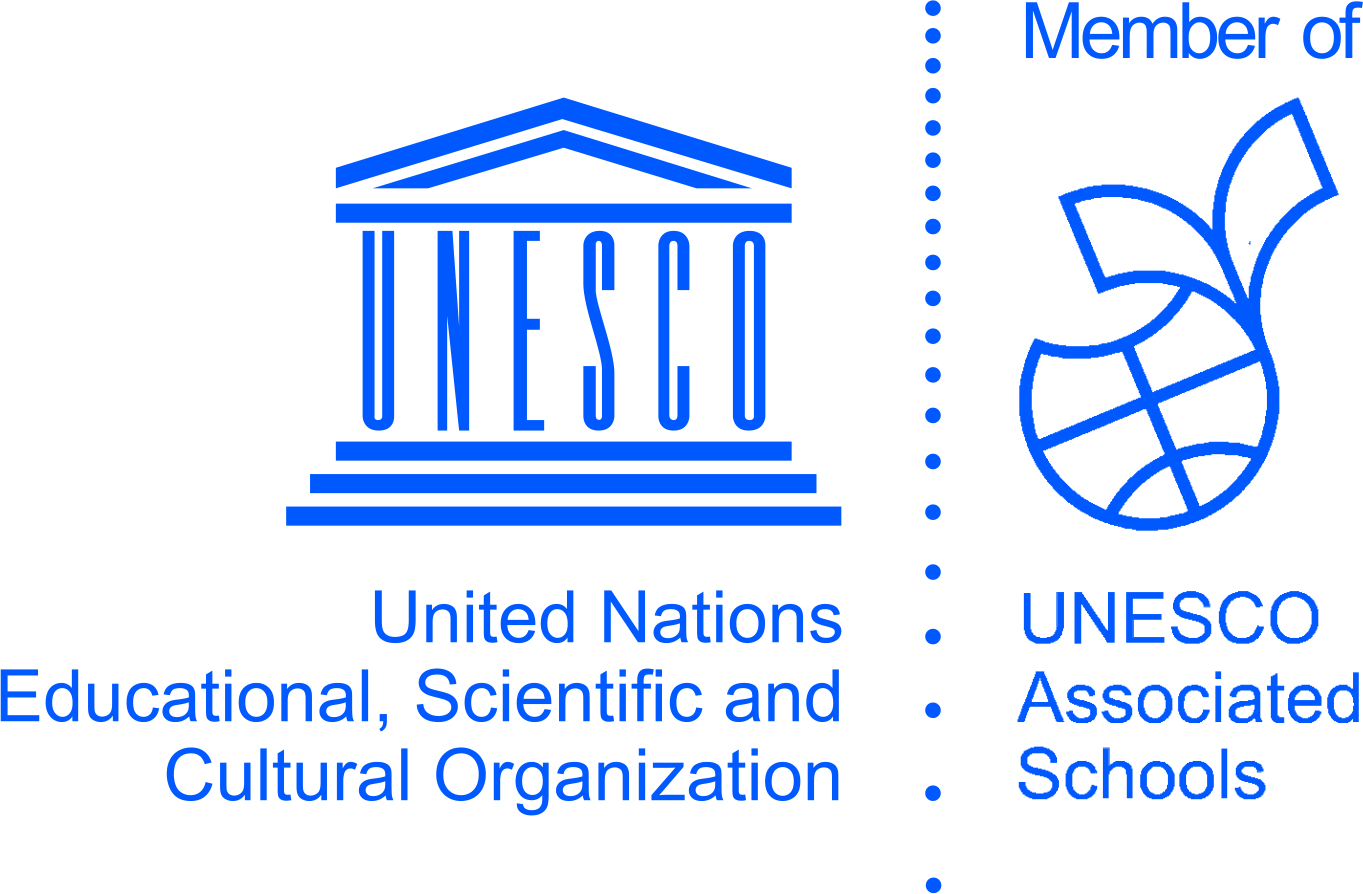 UNESCO
United Nations
Educational, Scientific and
Cultural Organization
Member of
UNESCO
Associated
Schools